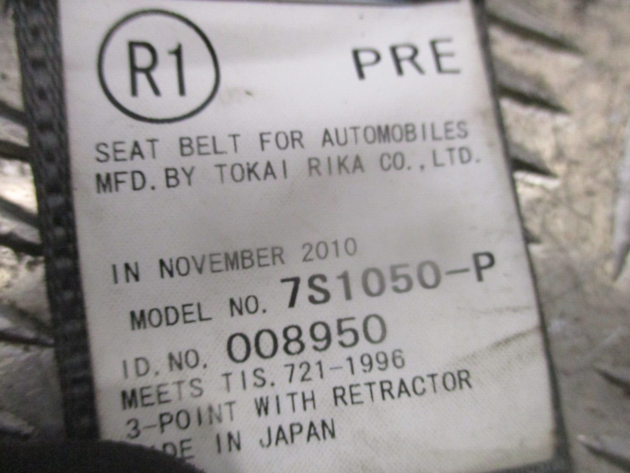 R1 PRE
SEAT BELT FOR AUTOMOBILES
MFD. BY TOKAI RIKA CO., LTD.
IN NOVEMBER 2010
MODEL NO. 7S1050-P
ID. NO. 008950
MEETS TIS. 721-1996
3-POINT WITH RETRACTOR
IN JAPAN